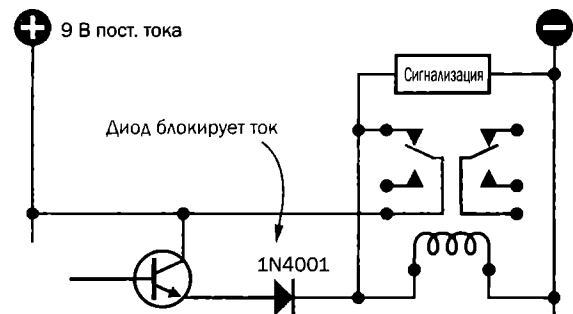 9 В пост. тока
Сигнализация
Диод блокирует ток
1N4001